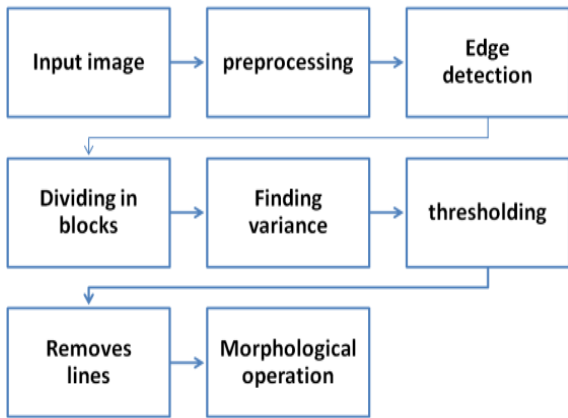 Input image
preprocessing
Edge
detection
Dividing in
blocks
Finding
variance
thresholding
Removes
lines
Morphological
operation